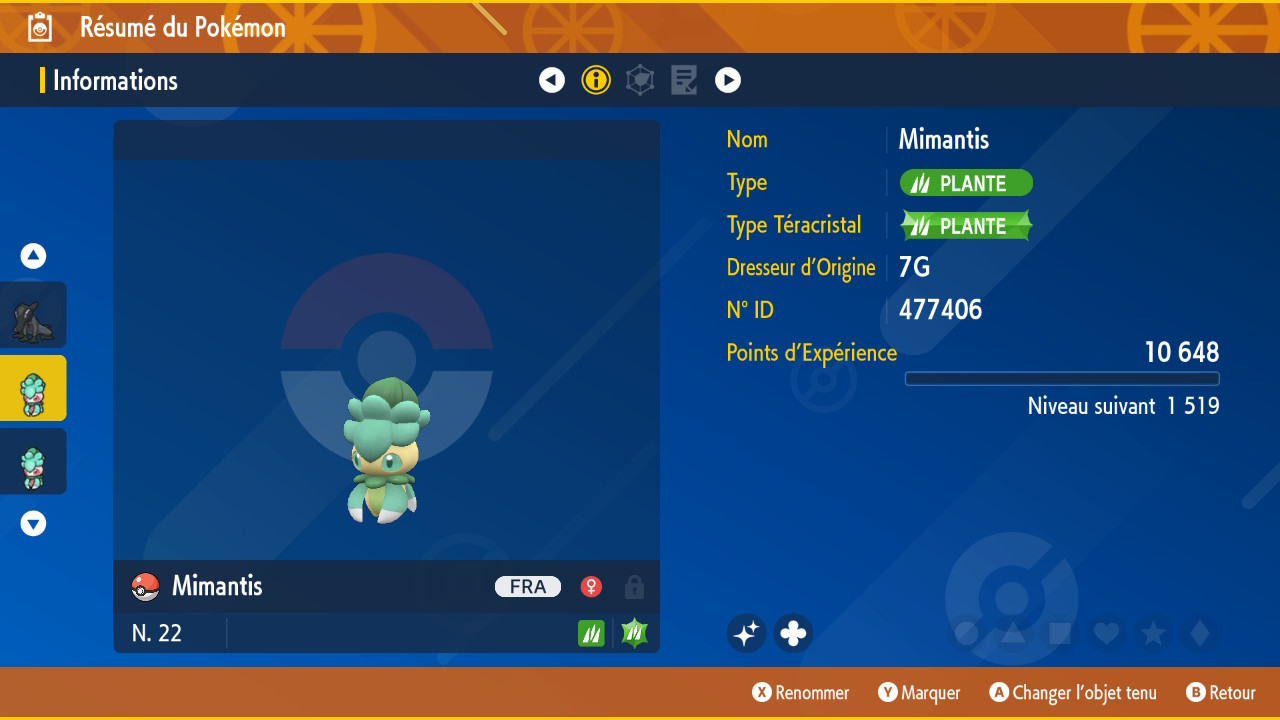 Résumé du Pokémon
Informations
Nom Mimantis
Type PLANTE
Type Téracristal PLANTE
Dresseur d'Origine 7G
N° ID 477406
Points d'Expérience 10 648
Niveau suivant 1 519
Mimantis FRA
N. 22
X Renommer Y Marquer A Changer l'objet tenu B Retour